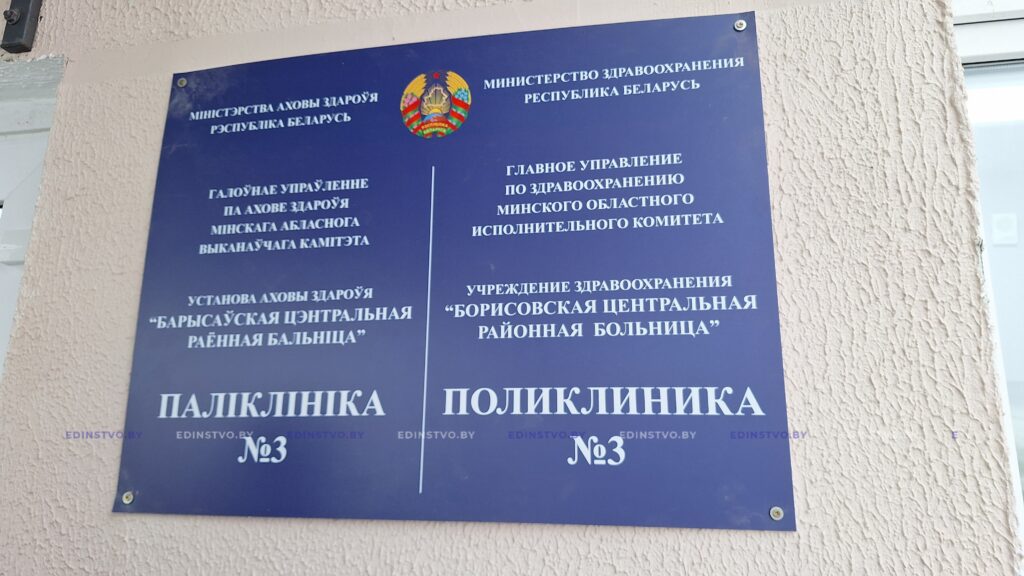 МІНІСТЭРСТВА АХОВЫ ЗДАРОЎЯ
РЭСПУБЛІКА БЕЛАРУСЬ
ГАЛОЎНАЕ УПРАЎЛЕННЕ
ПА АХОВЕ ЗДАРОЎЯ
МІНСКАГА АБЛАСНОГА
ВЫКАНАЎЧАГА КАМІТЭТА
УСТАНОВА АХОВЫ ЗДАРОЎЯ
“БАРЫСАЎСКАЯ ЦЭНТРАЛЬНАЯ
РАЁННАЯ БАЛЬНІЦА”
ПАЛІКЛІНІКА
№3
МИНИСТЕРСТВО ЗДРАВООХРАНЕНИЯ
РЕСПУБЛИКА БЕЛАРУСЬ
ГЛАВНОЕ УПРАВЛЕНИЕ
ПО ЗДРАВООХРАНЕНИЮ
МИНСКОГО ОБЛАСТНОГО
ИСПОЛНИТЕЛЬНОГО КОМИТЕТА
УЧРЕЖДЕНИЕ ЗДРАВООХРАНЕНИЯ
“БОРИСОВСКАЯ ЦЕНТРАЛЬНАЯ
РАЙОННАЯ БОЛЬНИЦА”
ПОЛИКЛИНИКА
№3
EDINSTVO.BY EDINSTVO.BY EDINSTVO.BY EDINSTVO.BY EDINSTVO.BY EDINSTVO.BY EDINSTVO.BY E